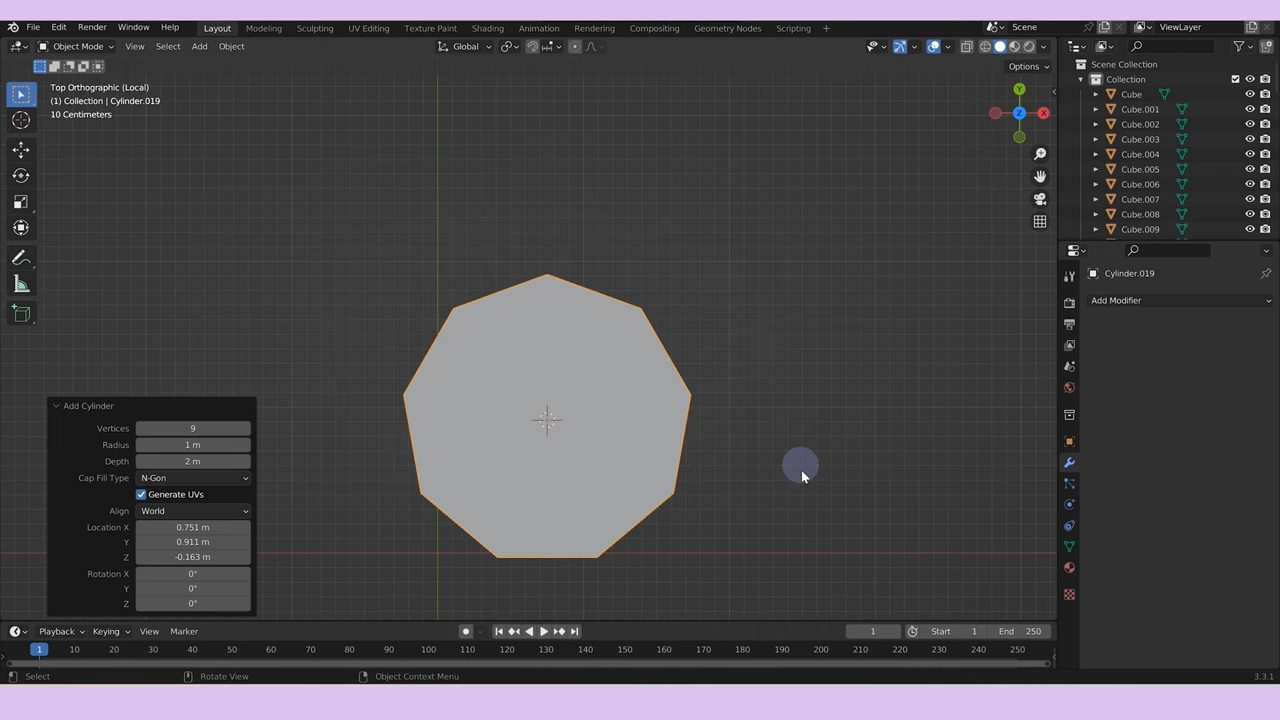 File Edit Render Window Help Layout Modeling Sculpting UV Editing Texture Paint Shading Animation Rendering Compositing Geometry Nodes Scripting + Scene ViewLayer
Object Mode View Select Add Object Global
Options
Top Orthographic (Local)
(1) Collection | Cylinder.019
10 Centimeters
Y
Z
X
Scene Collection
Collection
Cube
Cube.001
Cube.002
Cube.003
Cube.004
Cube.005
Cube.006
Cube.007
Cube.008
Cube.009
Cylinder.019
Add Modifier
Add Cylinder
Vertices 9
Radius 1 m
Depth 2 m
Cap Fill Type N-Gon
Generate UVs
Align World
Location X 0.751 m
Y 0.911 m
Z -0.163 m
Rotation X 0°
Y 0°
Z 0°
Playback Keying View Marker 1 Start 1 End 250
1 10 20 30 40 50 60 70 80 90 100 110 120 130 140 150 160 170 180 190 200 210 220 230 240 250
Select Rotate View Object Context Menu 3.3.1